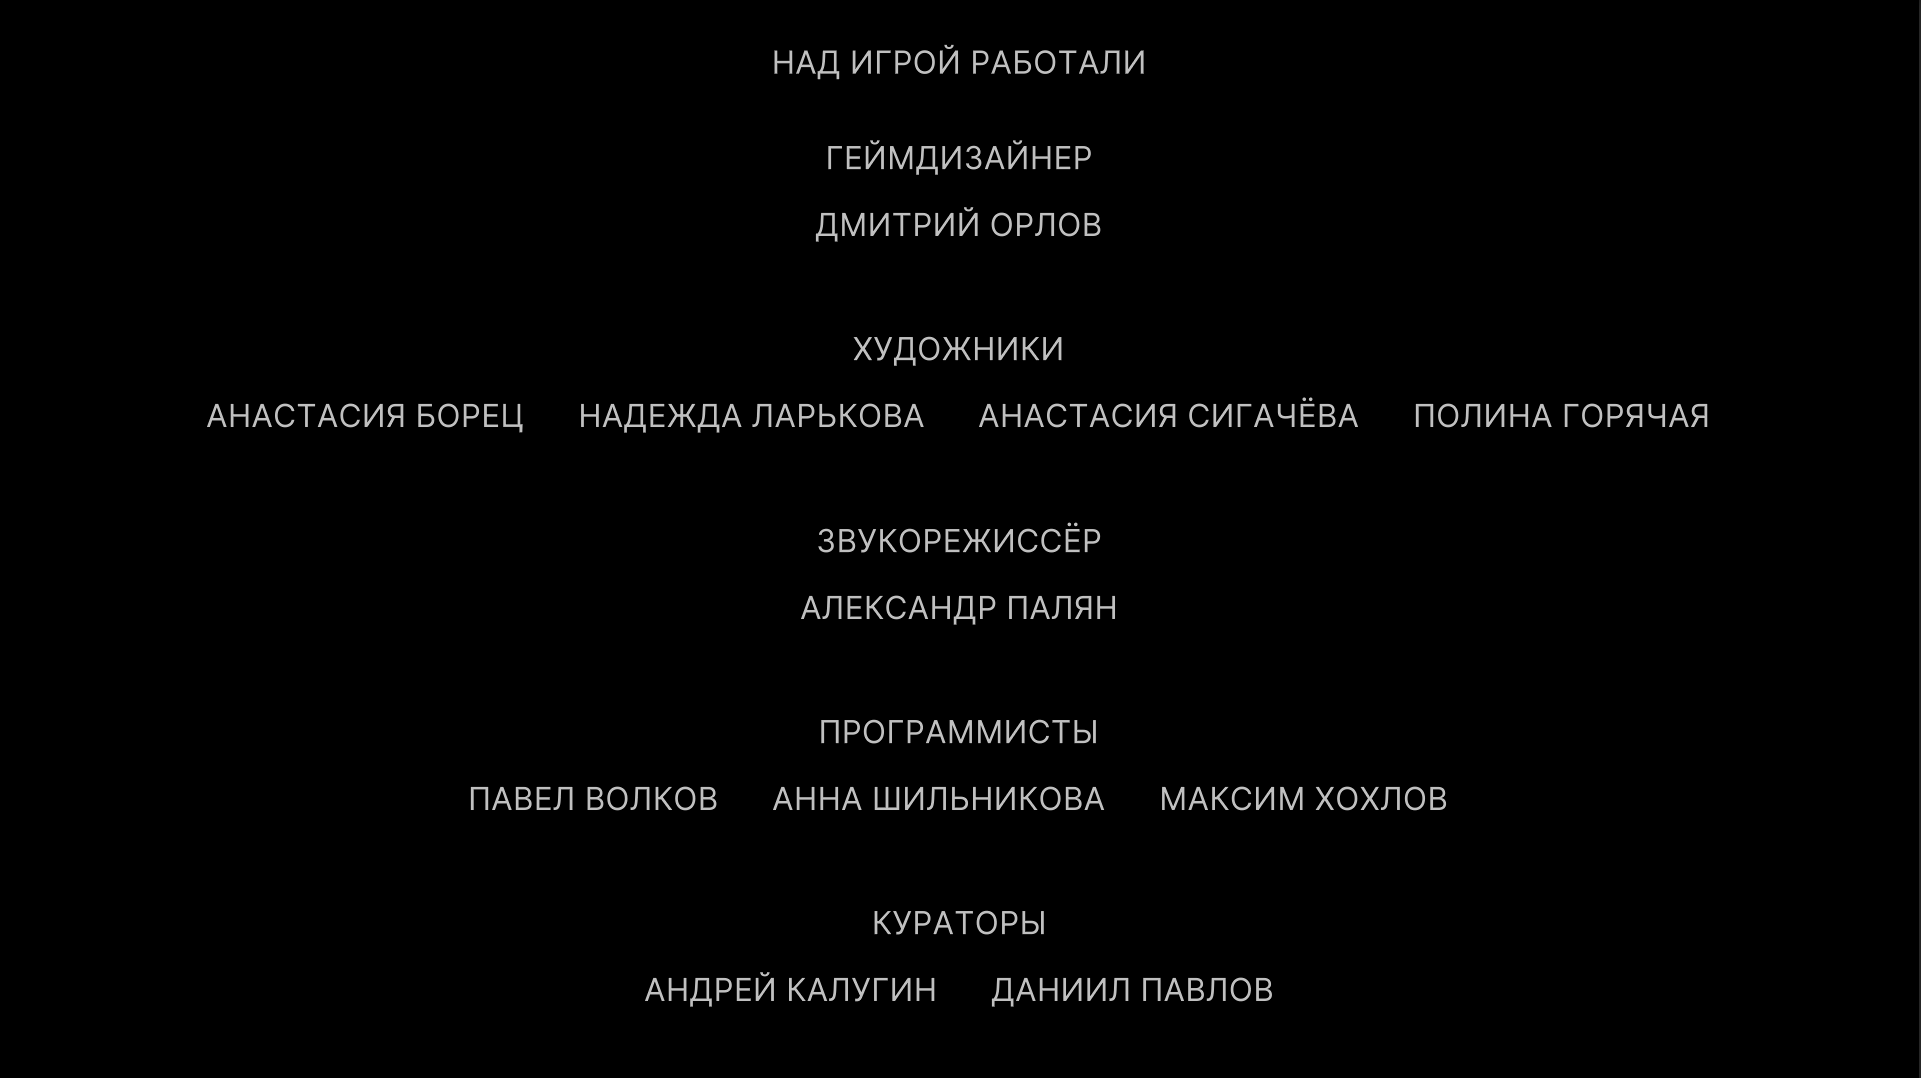 НАД ИГРОЙ РАБОТАЛИ
ГЕЙМДИЗАЙНЕР
ДМИТРИЙ ОРЛОВ
ХУДОЖНИКИ
АНАСТАСИЯ БОРЕЦ НАДЕЖДА ЛАРЬКОВА АНАСТАСИЯ СИГАЧЁВА ПОЛИНА ГОРЯЧАЯ
ЗВУКОРЕЖИССЁР
АЛЕКСАНДР ПАЛЯН
ПРОГРАММИСТЫ
ПАВЕЛ ВОЛКОВ АННА ШИЛЬНИКОВА МАКСИМ ХОХЛОВ
КУРАТОРЫ
АНДРЕЙ КАЛУГИН ДАНИИЛ ПАВЛОВ